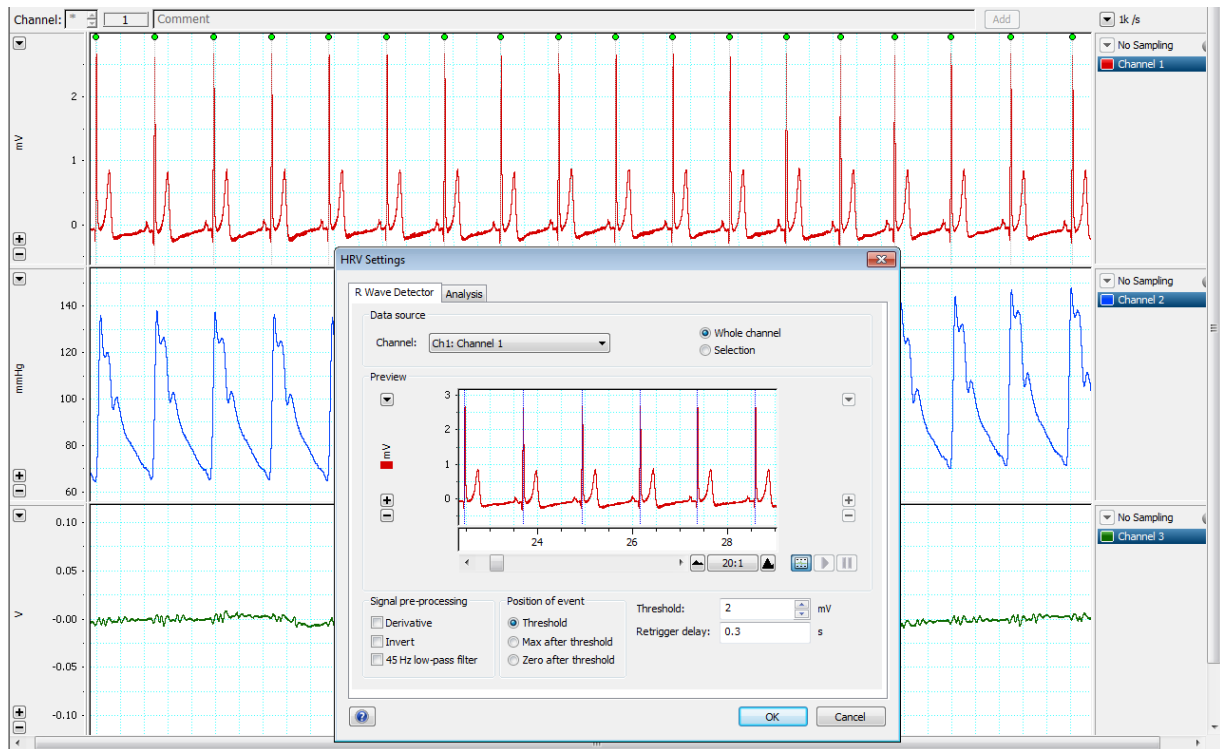 Channel: * 1 Comment Add 1k /s
No Sampling
Channel 1
2
mV
1
0
HRV Settings
No Sampling
Channel 2
140
120
mmHg
100
80
60
R Wave Detector Analysis
Data source
Channel: Ch1: Channel 1
Whole channel
Selection
Preview
3
2
mV
1
0
24 26 28
20:1
Signal pre-processing
Derivative
Invert
45 Hz low-pass filter
Position of event
Threshold
Max after threshold
Zero after threshold
Threshold: 2 mV
Retrigger delay: 0.3 s
OK Cancel
No Sampling
Channel 3
0.10
0.05
V
-0.00
-0.05
-0.10